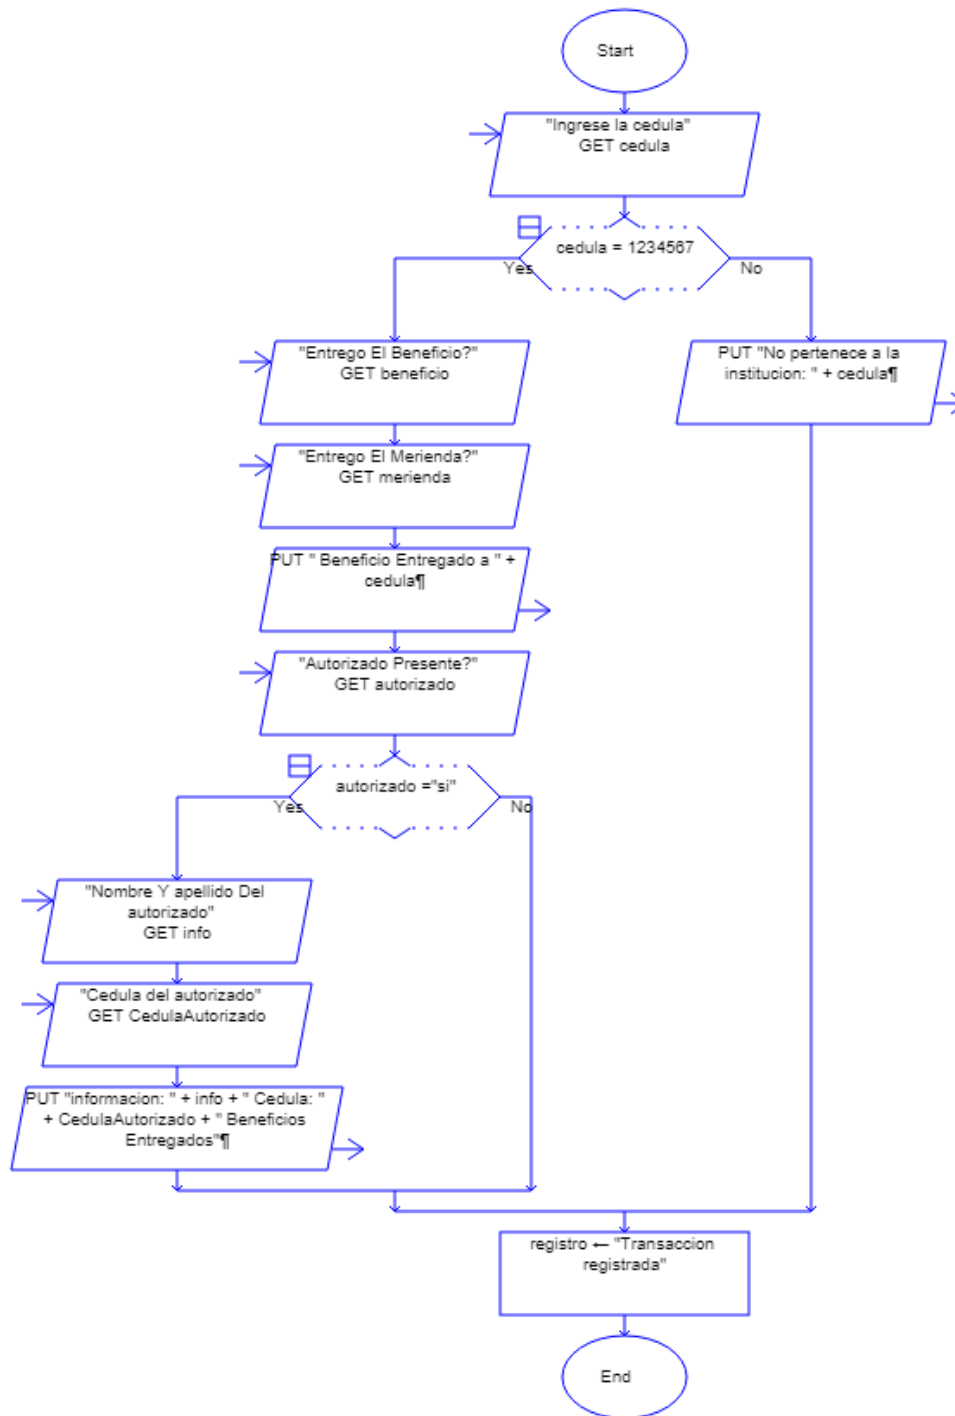 Start
"Ingrese la cedula"
GET cedula
cedula = 1234567
Yes
No
"Entrego El Beneficio?"
GET beneficio
PUT "No pertenece a la
institucion: " + cedula¶
"Entrego El Merienda?"
GET merienda
PUT " Beneficio Entregado a " +
cedula¶
"Autorizado Presente?"
GET autorizado
autorizado ="si"
Yes
No
"Nombre Y apellido Del
autorizado"
GET info
"Cedula del autorizado"
GET CedulaAutorizado
PUT "informacion: " + info + " Cedula: "
+ CedulaAutorizado + " Beneficios
Entregados"¶
registro ← "Transaccion
registrada"
End